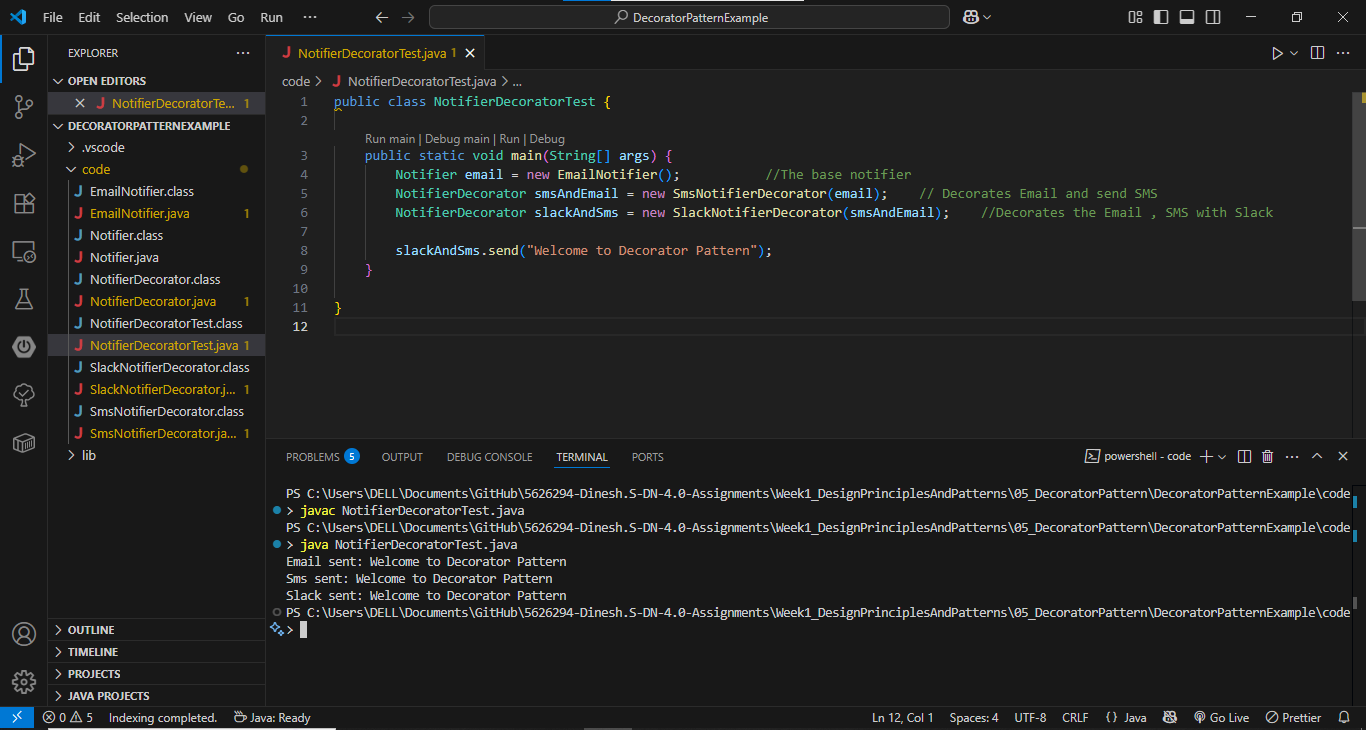 File Edit Selection View Go Run ··· DecoratorPatternExample
EXPLORER ···
OPEN EDITORS
NotifierDecoratorTe... 1
DECORATORPATTERNEXAMPLE
.vscode
code
EmailNotifier.class
EmailNotifier.java 1
Notifier.class
Notifier.java
NotifierDecorator.class
NotifierDecorator.java 1
NotifierDecoratorTest.class
NotifierDecoratorTest.java 1
SlackNotifierDecorator.class
SlackNotifierDecorator.j... 1
SmsNotifierDecorator.class
SmsNotifierDecorator.ja... 1
lib
OUTLINE
TIMELINE
PROJECTS
JAVA PROJECTS
NotifierDecoratorTest.java 1
code > NotifierDecoratorTest.java > ...
1 public class NotifierDecoratorTest {
2
Run main | Debug main | Run | Debug
3 public static void main(String[] args) {
4 Notifier email = new EmailNotifier(); //The base notifier
5 NotifierDecorator smsAndEmail = new SmsNotifierDecorator(email); // Decorates Email and send SMS
6 NotifierDecorator slackAndSms = new SlackNotifierDecorator(smsAndEmail); //Decorates the Email , SMS with Slack
7
8 slackAndSms.send("Welcome to Decorator Pattern");
9 }
10
11 }
12
PROBLEMS 5 OUTPUT DEBUG CONSOLE TERMINAL PORTS powershell - code
PS C:\Users\DELL\Documents\GitHub\5626294-Dinesh.S-DN-4.0-Assignments\Week1_DesignPrinciplesAndPatterns\05_DecoratorPattern\DecoratorPatternExample\code
> javac NotifierDecoratorTest.java
PS C:\Users\DELL\Documents\GitHub\5626294-Dinesh.S-DN-4.0-Assignments\Week1_DesignPrinciplesAndPatterns\05_DecoratorPattern\DecoratorPatternExample\code
> java NotifierDecoratorTest.java
Email sent: Welcome to Decorator Pattern
Sms sent: Welcome to Decorator Pattern
Slack sent: Welcome to Decorator Pattern
PS C:\Users\DELL\Documents\GitHub\5626294-Dinesh.S-DN-4.0-Assignments\Week1_DesignPrinciplesAndPatterns\05_DecoratorPattern\DecoratorPatternExample\code
>
0 5 Indexing completed. Java: Ready Ln 12, Col 1 Spaces: 4 UTF-8 CRLF {} Java Go Live Prettier